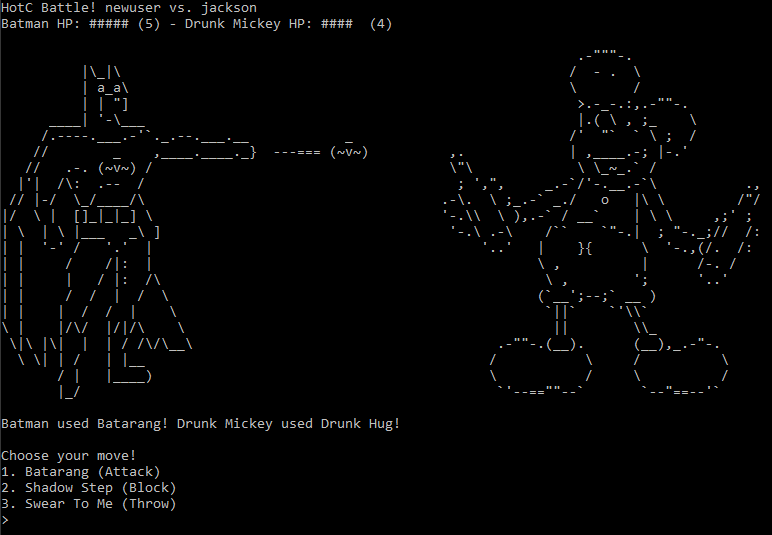 HotC Battle! newuser vs. jackson
Batman HP: ##### (5) - Drunk Mickey HP: ####  (4)
Batman used Batarang! Drunk Mickey used Drunk Hug!
Choose your move!
1. Batarang (Attack)
2. Shadow Step (Block)
3. Swear To Me (Throw)
>